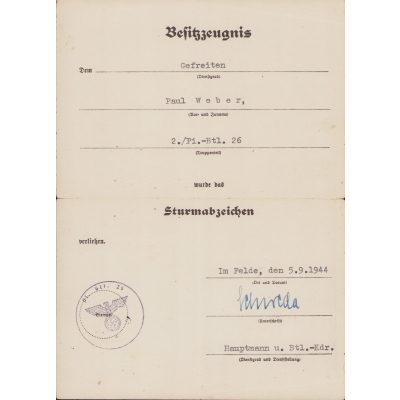 Besitzzeugnis
Dem Gefreiten
(Dienstgrad)
Paul Weber,
(Vor- und Zuname)
2./Pi.-Btl. 26
(Truppenteil)
wurde das
Sturmabzeichen
verliehen.
Im Felde, den 5.9.1944
(Ort und Datum)
(Unterschrift)
Hauptmann u. Btl.-Kdr.
(Dienstgrad und Dienststellung)